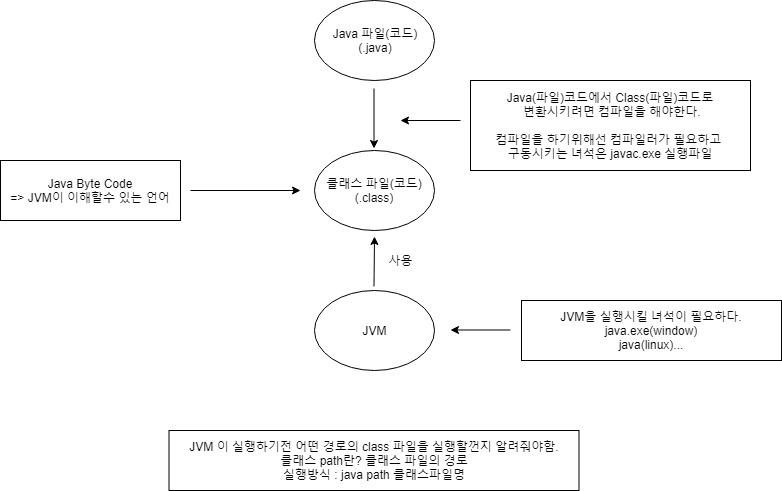 Java 파일(코드)
(.java)
Java(파일)코드에서 Class(파일)코드로
변환시키려면 컴파일을 해야한다.
컴파일을 하기위해선 컴파일러가 필요하고
구동시키는 녀석은 javac.exe 실행파일
Java Byte Code
=> JVM이 이해할수 있는 언어
클래스 파일(코드)
(.class)
사용
JVM
JVM을 실행시킬 녀석이 필요하다.
java.exe(window)
java(linux)...
JVM 이 실행하기전 어떤 경로의 class 파일을 실행할껀지 알려줘야함.
클래스 path란? 클래스 파일의 경로
실행방식 : java path 클래스파일명